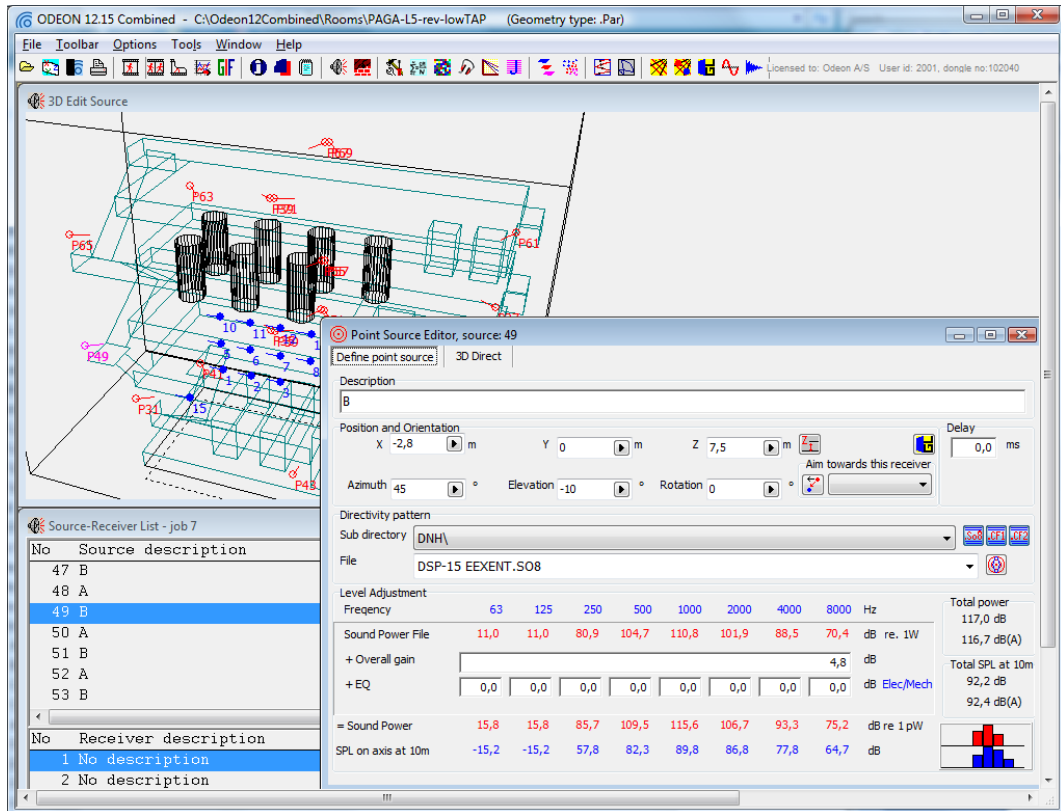 ODEON 12.15 Combined - C:\Odeon12Combined\Rooms\PAGA-L5-rev-lowTAP (Geometry type: .Par)
File Toolbar Options Tools Window Help
GIF
Licensed to: Odeon A/S User id: 2001, dongle no:102040
3D Edit Source
P63
P65
P61
P49
P41
P31
P43
10
11
5
6
7
8
1
2
3
15
Point Source Editor, source: 49
Define point source 3D Direct
Description
B
Position and Orientation
X -2,8 m Y 0 m Z 7,5 m
Delay
0,0 ms
Aim towards this receiver
Azimuth 45 ° Elevation -10 ° Rotation 0 °
Directivity pattern
Sub directory DNH\
.So8 .CF1 .CF2
File DSP-15 EEXENT.SO8
Level Adjustment
Freqency 63 125 250 500 1000 2000 4000 8000 Hz
Sound Power File 11,0 11,0 80,9 104,7 110,8 101,9 88,5 70,4 dB re. 1W
+ Overall gain 4,8 dB
+ EQ 0,0 0,0 0,0 0,0 0,0 0,0 0,0 0,0 dB Elec/Mech
= Sound Power 15,8 15,8 85,7 109,5 115,6 106,7 93,3 75,2 dB re 1 pW
SPL on axis at 10m -15,2 -15,2 57,8 82,3 89,8 86,8 77,8 64,7 dB
Total power
117,0 dB
116,7 dB(A)
Total SPL at 10m
92,2 dB
92,4 dB(A)
Source-Receiver List - job 7
No Source description
47 B
48 A
49 B
50 A
51 B
52 A
53 B
No Receiver description
1 No description
2 No description